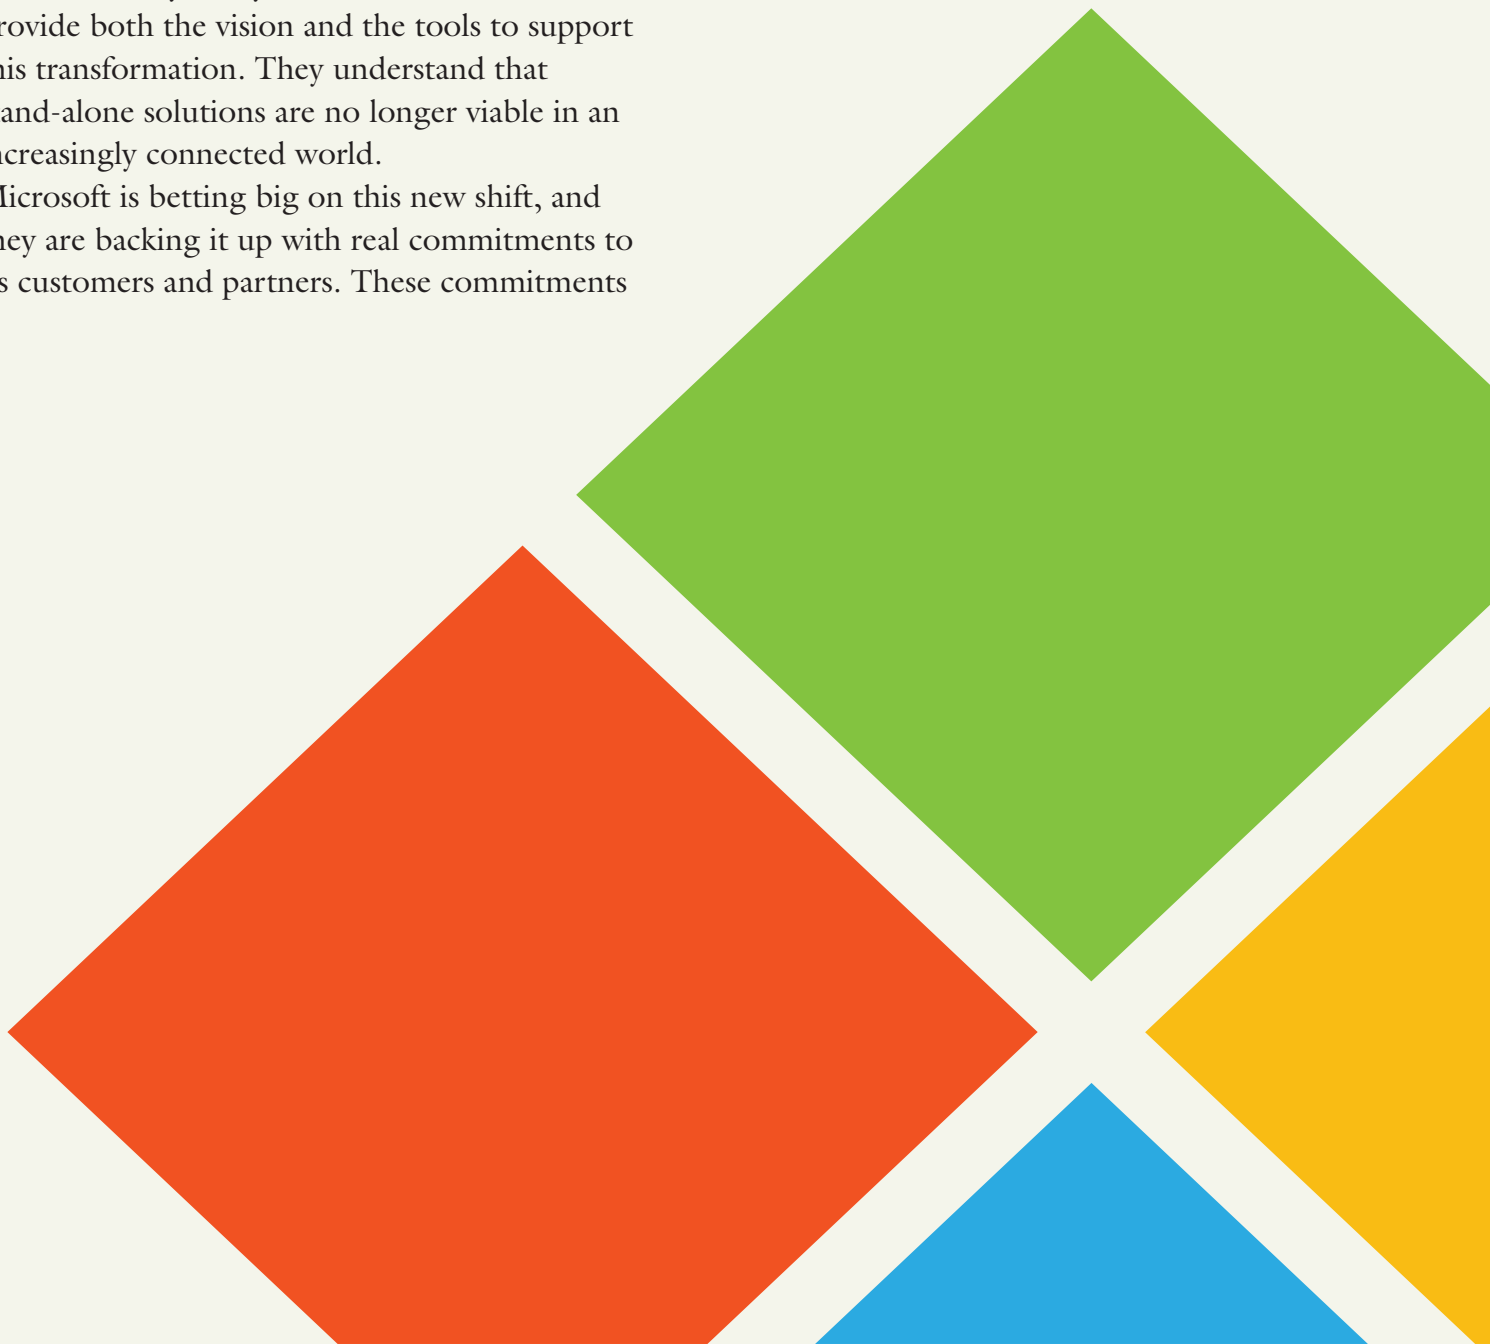 rovide both the vision and the tools to support
his transformation. They understand that
and-alone solutions are no longer viable in an
ncreasingly connected world.
Microsoft is betting big on this new shift, and
hey are backing it up with real commitments to
s customers and partners. These commitments